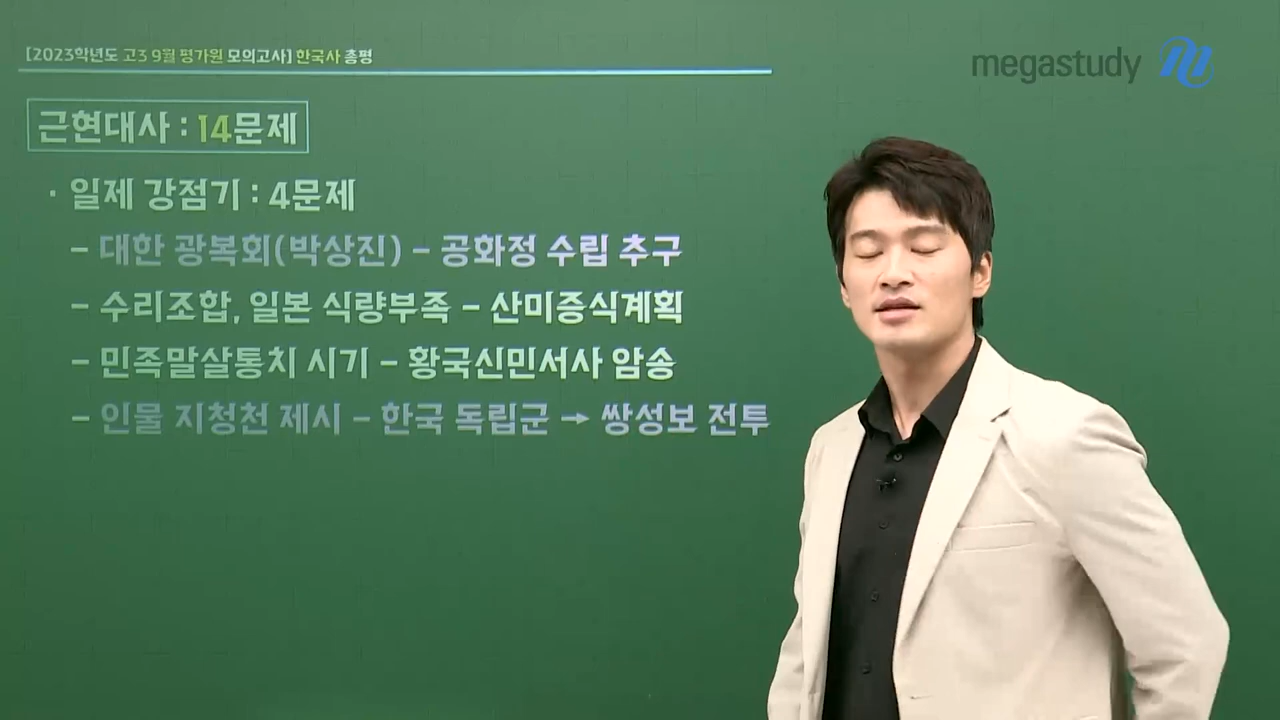 [2023학년도 고3 9월 평가원 모의고사] 한국사 총평
megastudy
근현대사 : 14문제
· 일제 강점기 : 4문제
– 대한 광복회(박상진) – 공화정 수립 추구
– 수리조합, 일본 식량부족 – 산미증식계획
– 민족말살통치 시기 – 황국신민서사 암송
– 인물 지청천 제시 – 한국 독립군 → 쌍성보 전투